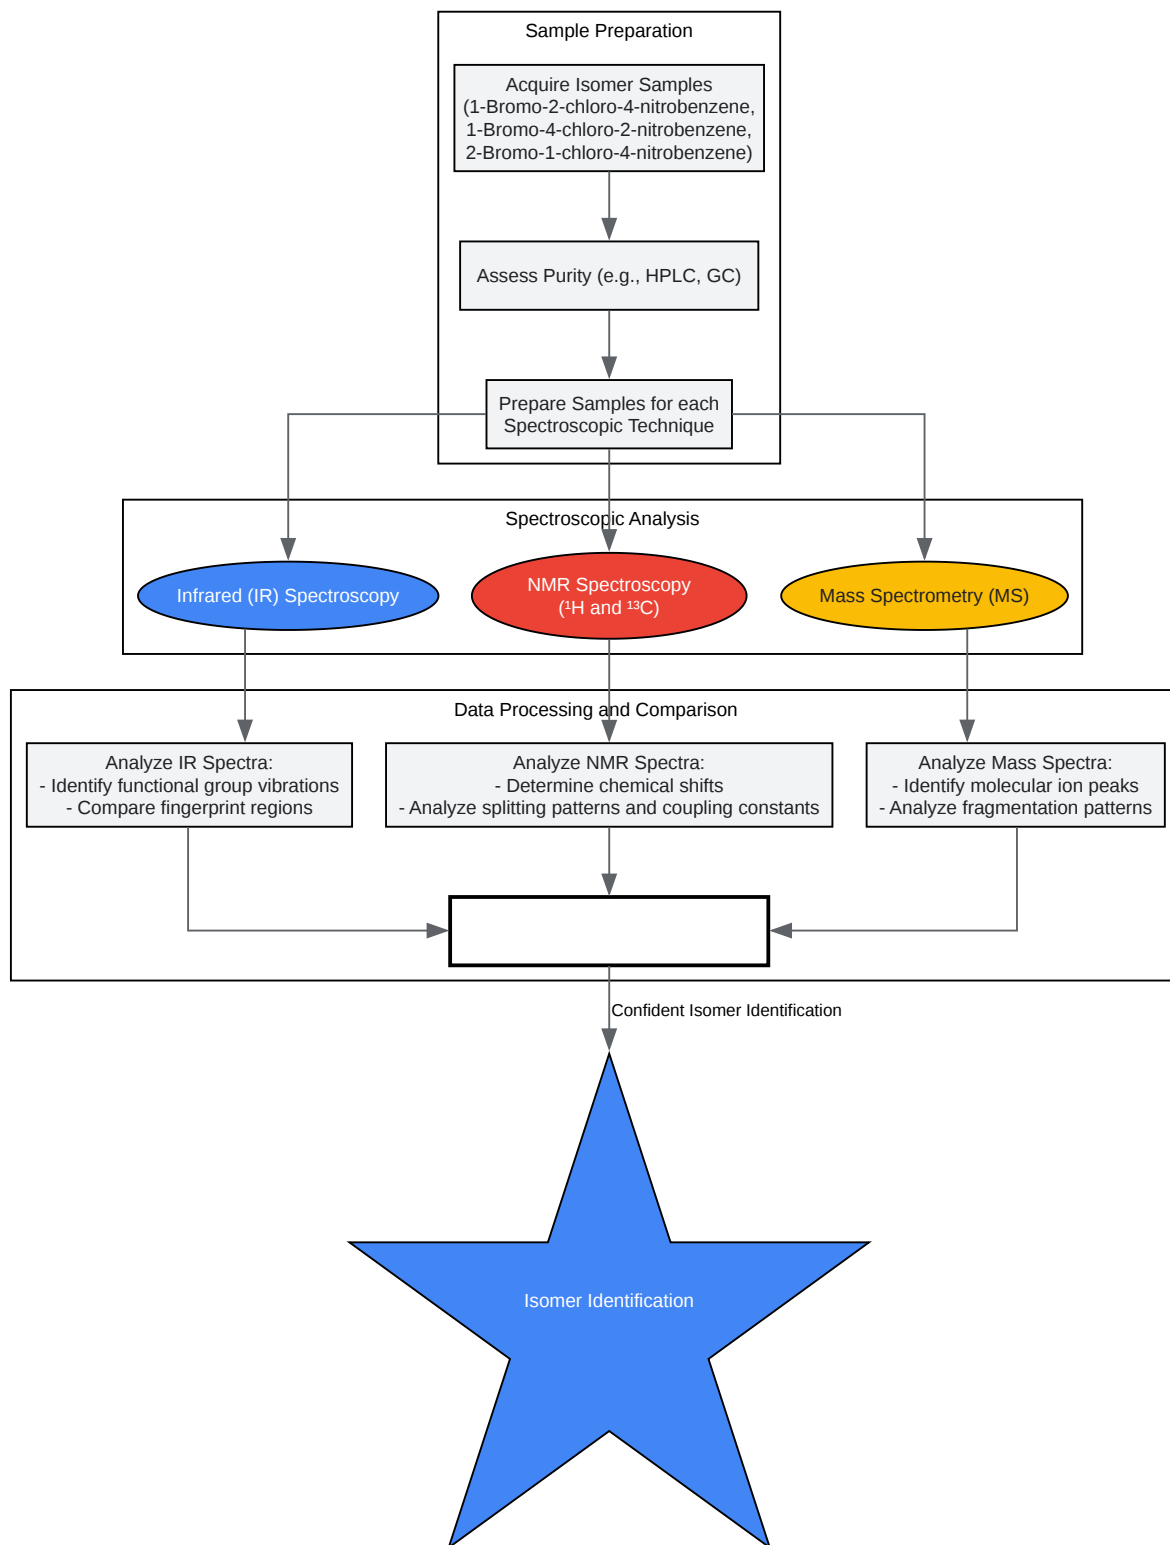 Sample Preparation
Acquire Isomer Samples
(1-Bromo-2-chloro-4-nitrobenzene,
1-Bromo-4-chloro-2-nitrobenzene,
2-Bromo-1-chloro-4-nitrobenzene)
Assess Purity (e.g., HPLC, GC)
Prepare Samples for each
Spectroscopic Technique
Spectroscopic Analysis
Infrared (IR) Spectroscopy
NMR Spectroscopy
(¹H and ¹³C)
Mass Spectrometry (MS)
Data Processing and Comparison
Analyze IR Spectra:
- Identify functional group vibrations
- Compare fingerprint regions
Analyze NMR Spectra:
- Determine chemical shifts
- Analyze splitting patterns and coupling constants
Analyze Mass Spectra:
- Identify molecular ion peaks
- Analyze fragmentation patterns
Confident Isomer Identification
Isomer Identification